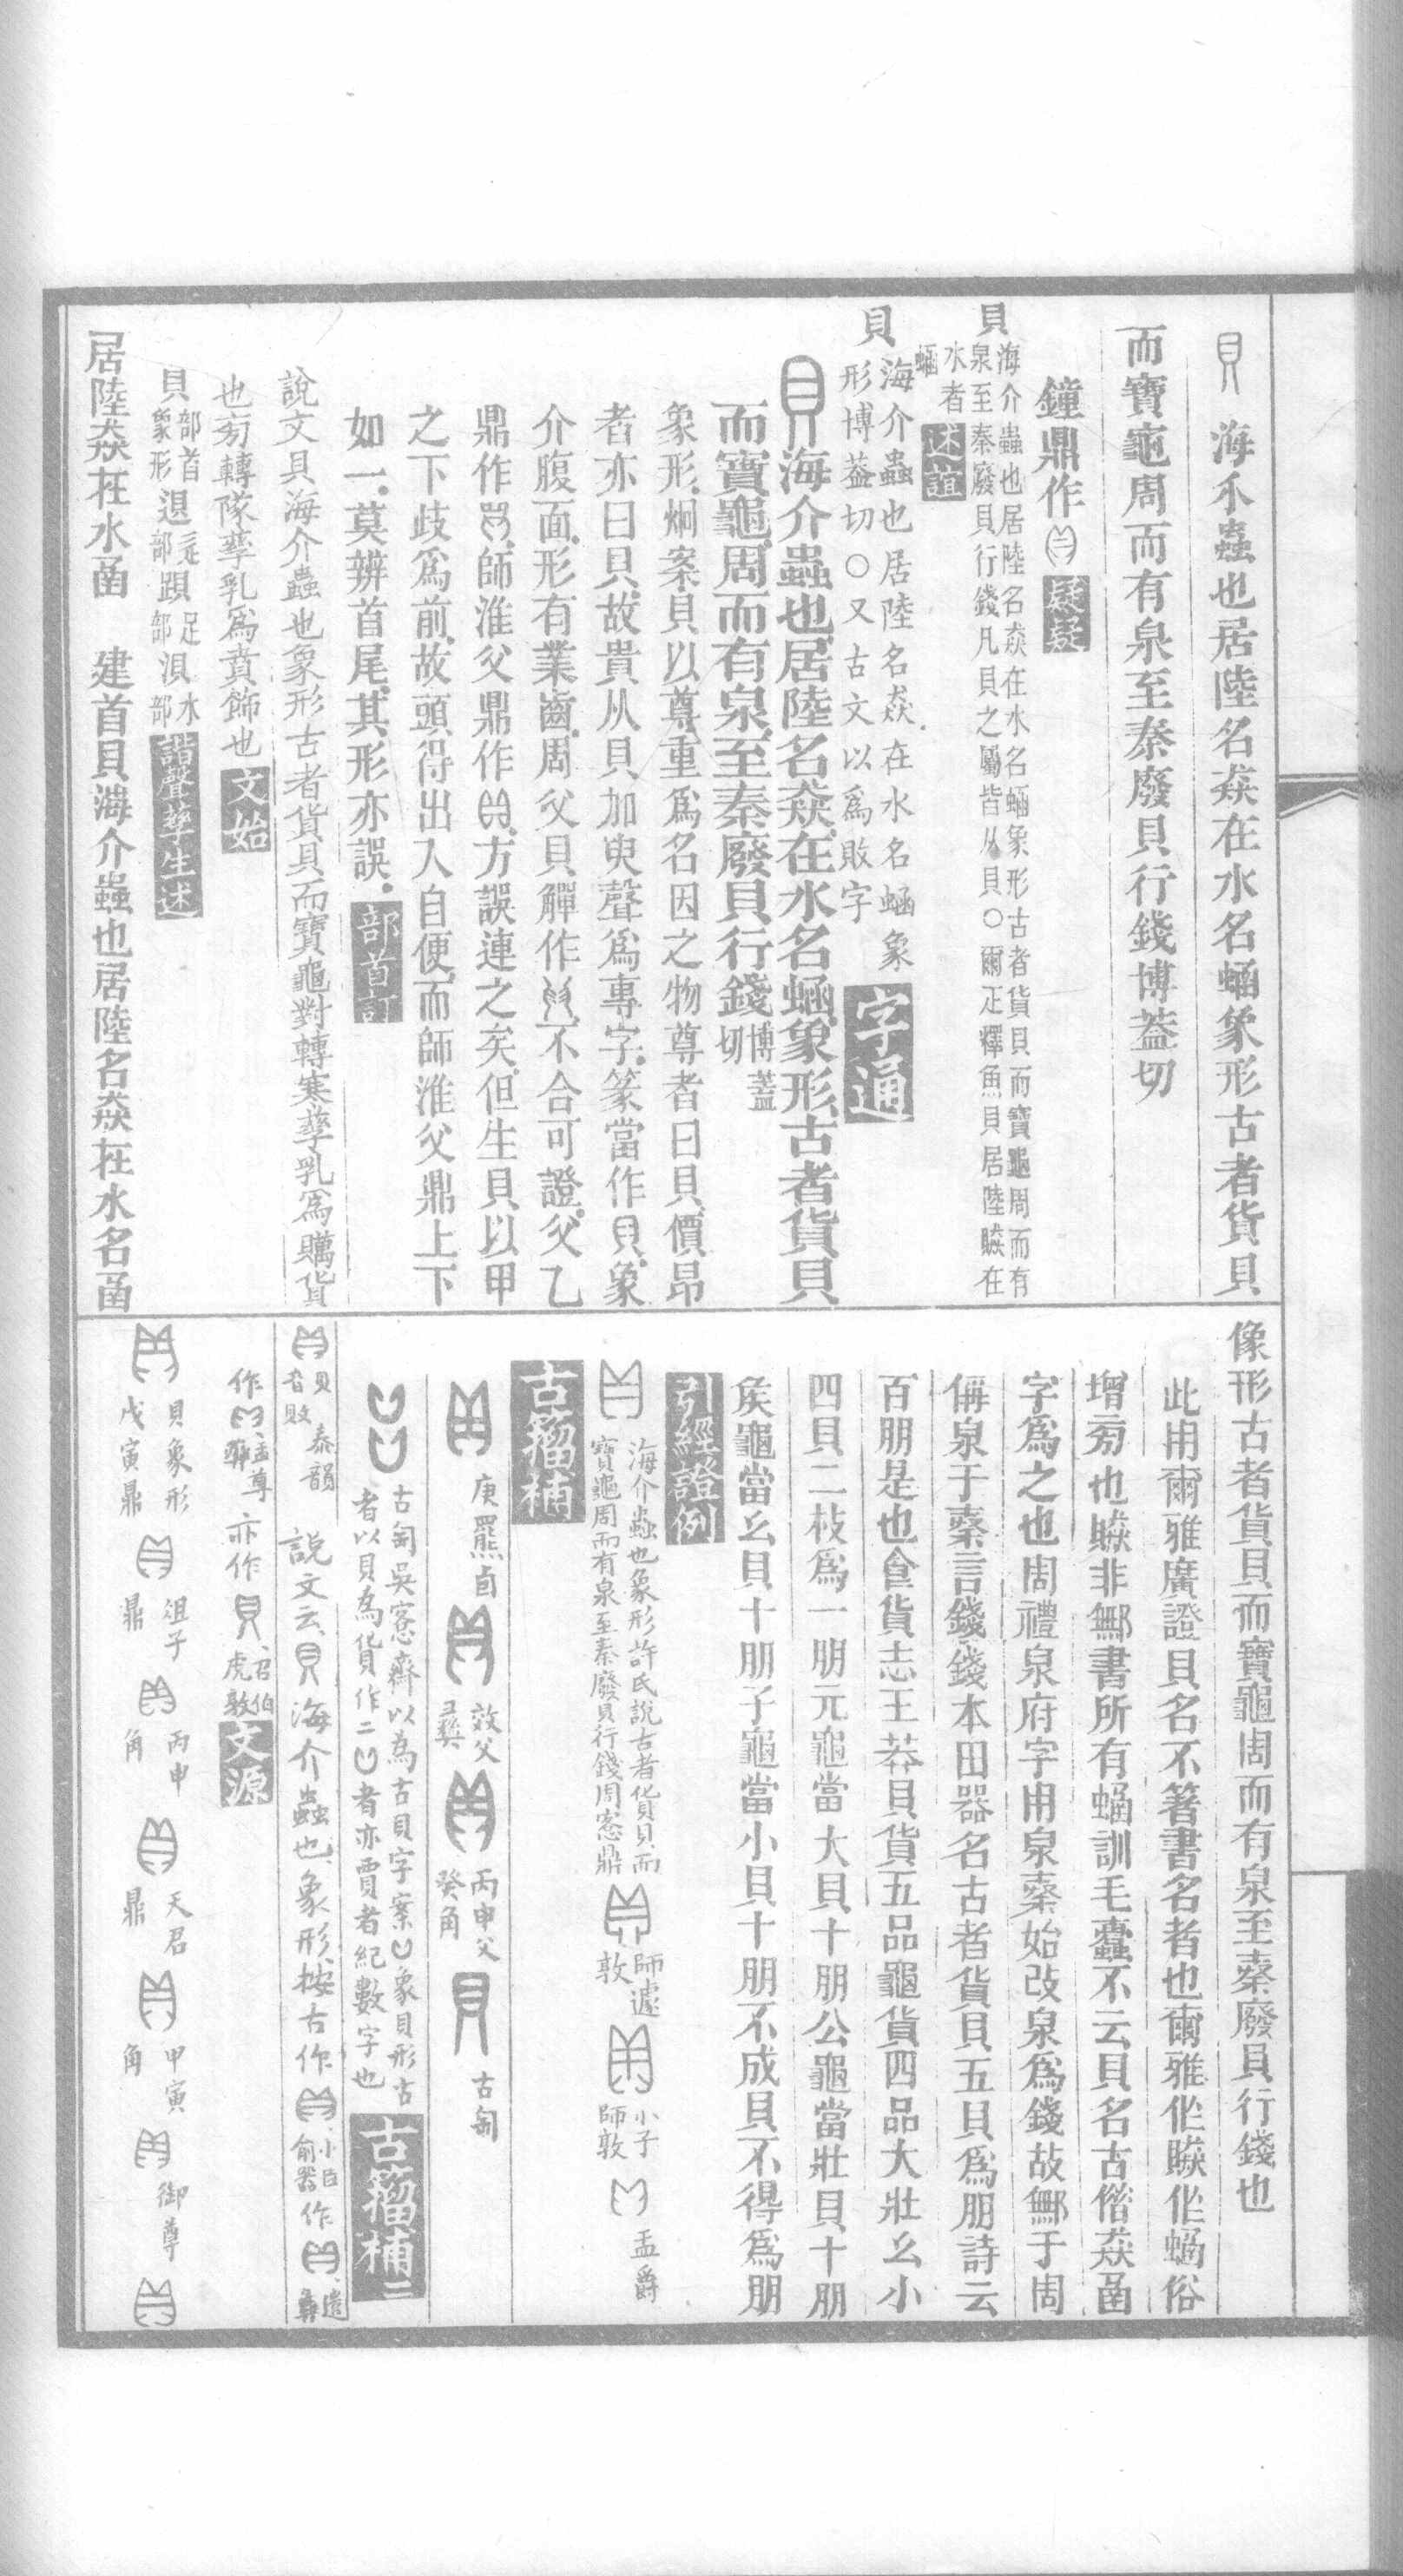 貝 海介蟲也居陸名猋在水名蜬象形古者貨貝
而寶龜周而有泉至秦廢貝行錢博蓋切
鐘鼎作 疑疑
貝 海介蟲也居陸名猋在水名蜬象形古者貨貝而寶龜周而有
泉至秦廢貝行錢凡貝之屬皆从貝○爾疋釋魚貝居陸贆在
水者蜬 述誼
貝 海介蟲也居陸名猋在水名蜬象
形博蓋切○又古文以爲敗字 字通
貝 海介蟲也居陸名猋在水名蜬象形古者貨貝
而寶龜周而有泉至秦廢貝行錢 博蓋切
象形炯案貝以尊重爲名因之物尊者曰貝價昂
者亦曰貝故貴从貝加臾聲爲專字篆當作貝象
介腹面形有業齒周父貝觶作 不合可證父乙
鼎作 師淮父鼎作 方誤連之矣但生貝以甲
之下歧爲前故頭得出入自便而師淮父鼎上下
如一莫辨首尾其形亦誤 部首訂
說文貝海介蟲也象形古者貨貝而寶龜對轉寒孳乳爲購貨
也旁轉隊孳乳爲賁飾也 文始
貝 部首象形 退 辵部 𨁸 足部 浿 水部 諧聲孳生述
居陸猋在水圅 建首貝海介蟲也居陸名猋在水名圅
像形古者貨貝而寶龜周而有泉至秦廢貝行錢也
此用爾雅廣證貝名不箸書名者也爾雅作贆作蜬俗
增旁也贆非無書所有蜬訓毛蠹不云貝名古偕猋圅
字爲之也周禮泉府字用泉秦始改泉爲錢故無于周
偁泉于秦言錢錢本田器名古者貨貝五貝爲朋詩云
百朋是也食貨志王莽貝貨五品龜貨四品大壯幺小
四貝二枚爲一朋元龜當大貝十朋公龜當壯貝十朋
矦龜當幺貝十朋子龜當小貝十朋不成貝不得爲朋
引經證例
海介蟲也象形許氏說古者貨貝而
寶龜周而有泉至秦廢貝行錢周窓鼎 師遽敦 小子師敦 盂爵
古籀補
庚羆卣 效父彝 丙申父癸角 古匋
古匋吳窓齋以為古貝字案 象貝形古
者以貝為貨作二 者亦賈者紀數字也 古籀補二
貝者敗 泰韻 說文云貝海介蟲也象形按古作 小臣俞器 作 遽彝
作 盂尊 亦作貝 召伯虎敦 文源
貝象形 戊寅鼎 俎子鼎 丙申角 天君鼎 甲寅角 御尊